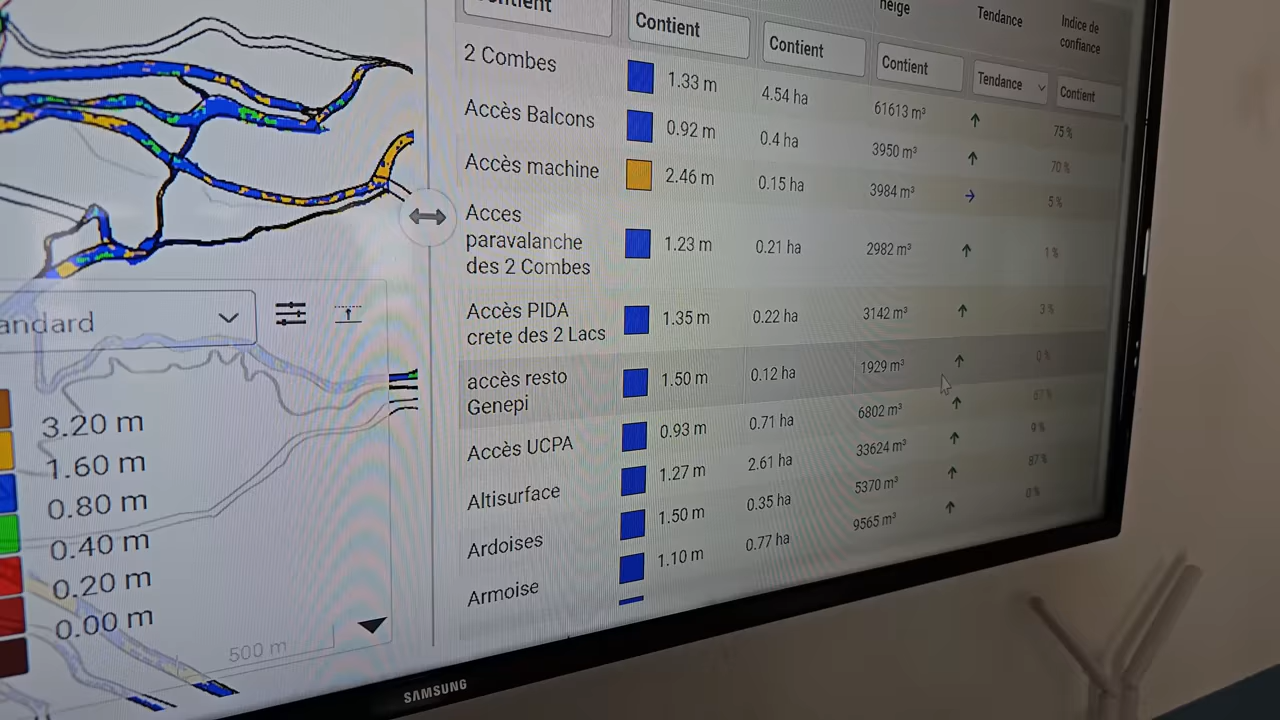 neige
Tendance
Indice de
confiance
Contient
Contient
Contient
Tendance
Contient
2 Combes 1.33 m 4.54 ha 61613 m³ ↑ 75 %
Accès Balcons 0.92 m 0.4 ha 3950 m³ ↑ 70 %
Accès machine 2.46 m 0.15 ha 3984 m³ → 5 %
Acces
paravalanche 1.23 m 0.21 ha 2982 m³ ↑ 1 %
des 2 Combes
Accès PIDA
crete des 2 Lacs 1.35 m 0.22 ha 3142 m³ ↑ 3 %
accès resto
Genepi 1.50 m 0.12 ha 1929 m³ ↑ 0 %
Accès UCPA 0.93 m 0.71 ha 6802 m³ ↑ 67 %
Altisurface 1.27 m 2.61 ha 33624 m³ ↑ 9 %
Ardoises 1.50 m 0.35 ha 5370 m³ ↑ 87 %
Armoise 1.10 m 0.77 ha 9565 m³ ↑ 0 %
andard
3.20 m
1.60 m
0.80 m
0.40 m
0.20 m
0.00 m
500 m
SAMSUNG